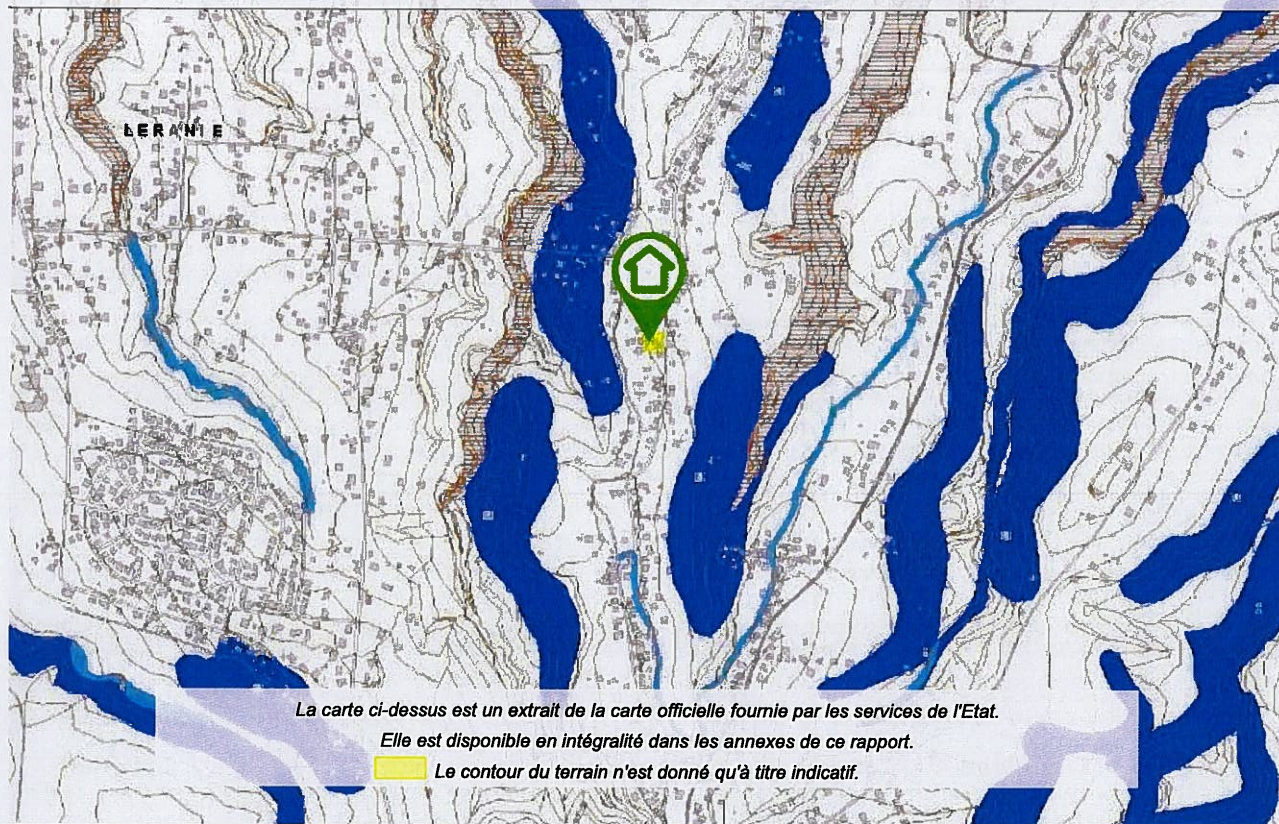 LERANIE
La carte ci-dessus est un extrait de la carte officielle fournie par les services de l'Etat.
Elle est disponible en intégralité dans les annexes de ce rapport.
Le contour du terrain n'est donné qu'à titre indicatif.